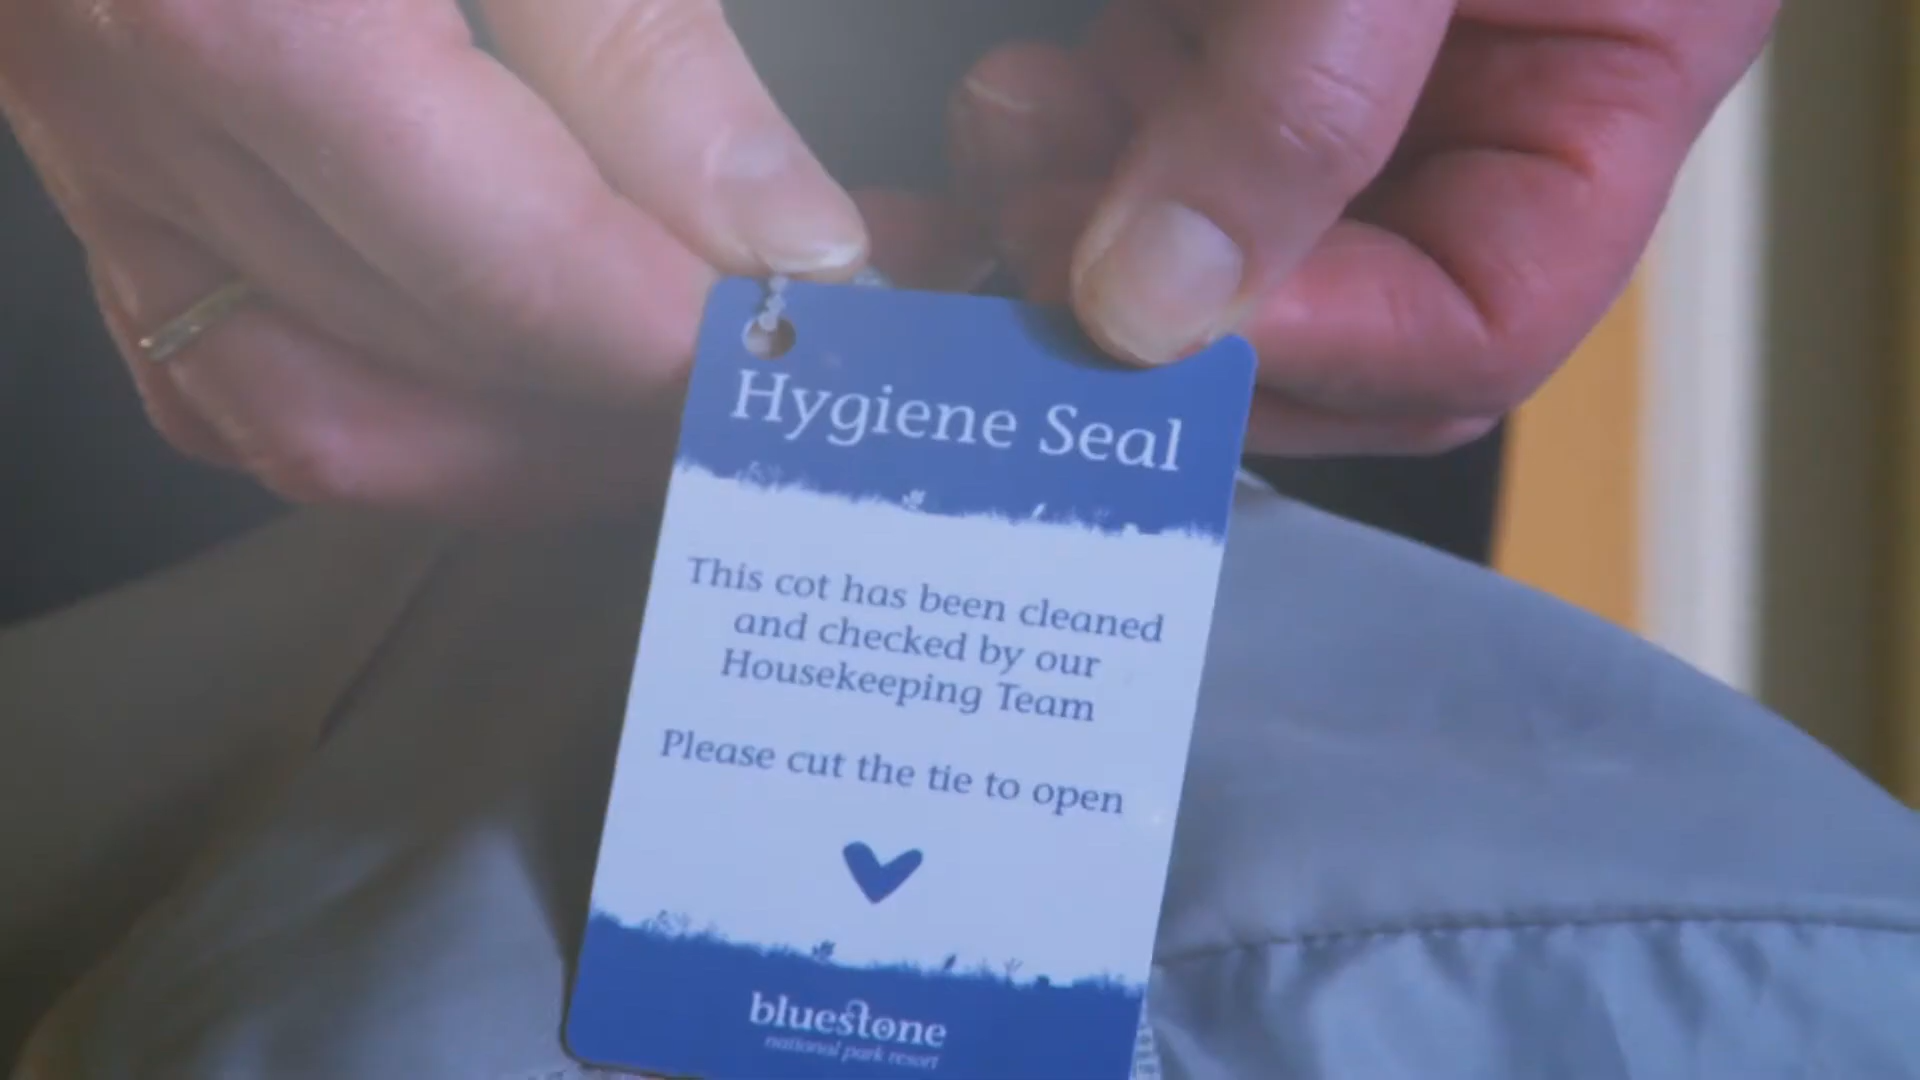 Hygiene Seal
This cot has been cleaned
and checked by our
Housekeeping Team
Please cut the tie to open
bluestone
national park resort